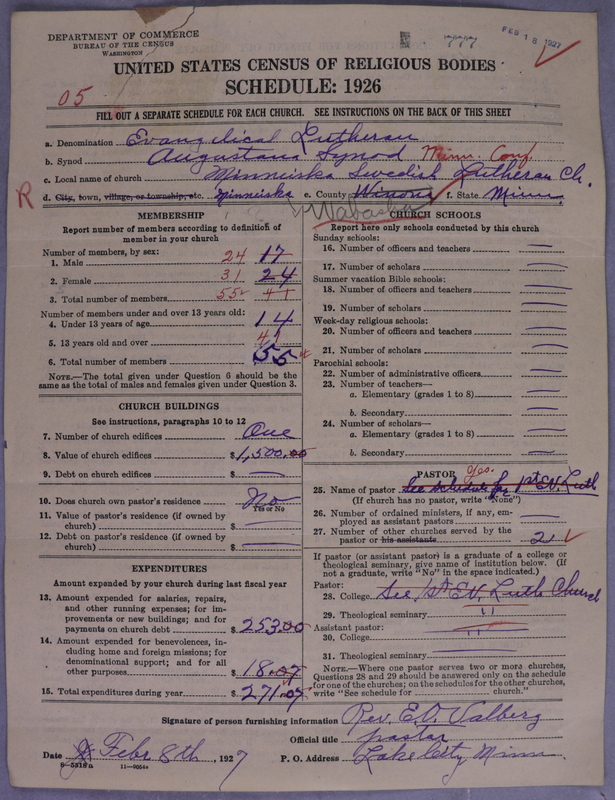 DEPARTMENT OF COMMERCE
BUREAU OF THE CENSUS
WASHINGTON
FEB 18 1927
UNITED STATES CENSUS OF RELIGIOUS BODIES
SCHEDULE: 1926
05
FILL OUT A SEPARATE SCHEDULE FOR EACH CHURCH. SEE INSTRUCTIONS ON THE BACK OF THIS SHEET
a. Denomination Evangelical Lutheran
b. Synod Augustana Synod Minn. Conf.
c. Local name of church Minneiska Swedish Lutheran Ch.
R d. City, town, village, or township, etc. Minneiska e. County Winona f. State Minn
Wabasha
MEMBERSHIP
Report number of members according to definition of member in your church
Number of members, by sex:
1. Male 24 17
2. Female 31 24
3. Total number of members 55 41
Number of members under and over 13 years old:
4. Under 13 years of age 14
5. 13 years old and over 41
6. Total number of members 55
NOTE.—The total given under Question 6 should be the same as the total of males and females given under Question 3.
CHURCH BUILDINGS
See instructions, paragraphs 10 to 12
7. Number of church edifices One
8. Value of church edifices $1,500.00
9. Debt on church edifices $ —
10. Does church own pastor's residence No
Yes or No
11. Value of pastor's residence (if owned by church) $ —
12. Debt on pastor's residence (if owned by church) $ —
EXPENDITURES
Amount expended by your church during last fiscal year
13. Amount expended for salaries, repairs, and other running expenses; for improvements or new buildings; and for payments on church debt $ 253.00
14. Amount expended for benevolences, including home and foreign missions; for denominational support; and for all other purposes $ 18.07
15. Total expenditures during year $ 271.07
CHURCH SCHOOLS
Report here only schools conducted by this church
Sunday schools:
16. Number of officers and teachers —
17. Number of scholars —
Summer vacation Bible schools:
18. Number of officers and teachers —
19. Number of scholars —
Week-day religious schools:
20. Number of officers and teachers —
21. Number of scholars —
Parochial schools:
22. Number of administrative officers —
23. Number of teachers—
a. Elementary (grades 1 to 8) —
b. Secondary —
24. Number of scholars—
a. Elementary (grades 1 to 8) —
b. Secondary —
PASTOR Yes.
25. Name of pastor See schedule for 1st Ev. Luth
(If church has no pastor, write "None")
26. Number of ordained ministers, if any, employed as assistant pastors —
27. Number of other churches served by the pastor or his assistants 2
If pastor (or assistant pastor) is a graduate of a college or theological seminary, give name of institution below. (If not a graduate, write "No" in the space indicated.)
Pastor:
28. College See 1st Ev. Luth Church
29. Theological seminary " "
Assistant pastor:
30. College —
31. Theological seminary —
NOTE.—Where one pastor serves two or more churches, Questions 28 and 29 should be answered only on the schedule for one of the churches; on the schedules for the other churches, write "See schedule for ______ church."
Signature of person furnishing information Rev. E. O. Valberg
Official title pastor
Date Febr 8th, 1927 P. O. Address Lake City, Minn
8-5518a 11-9054